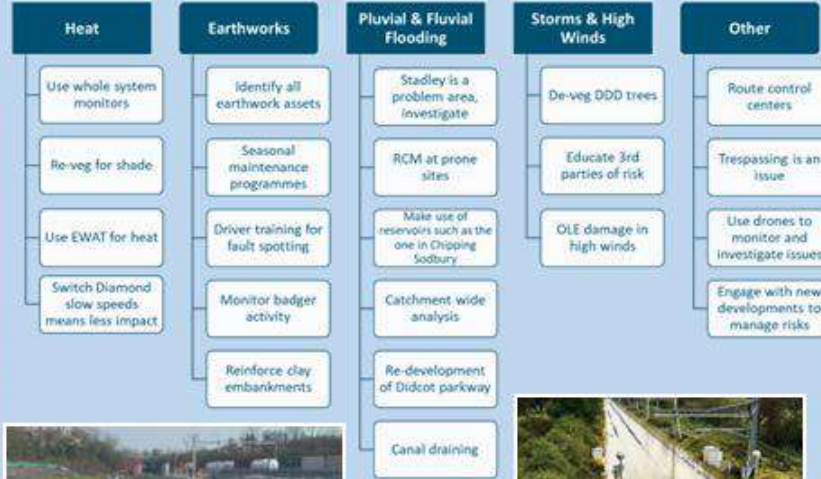 Heat
Use whole system
monitors
Re-veg for shade
Use EWAT for heat
Switch Diamond
slow speeds
means less impact
Earthworks
Identify all
earthwork assets
Seasonal
maintenance
programmes
Driver training for
fault spotting
Monitor badger
activity
Reinforce clay
embankments
Pluvial & Fluvial
Flooding
Stadley is a
problem area,
investigate
RCM at prone
sites
Make use of
reservoirs such as the
one in Chipping
Sodbury
Catchment wide
analysis
Re-development
of Didcot parkway
Canal draining
Storms & High
Winds
De-veg DDD trees
Educate 3rd
parties of risk
OLE damage in
high winds
Other
Route control
centers
Trespassing is an
issue
Use drones to
monitor and
investigate issues
Engage with new
developments to
manage risks